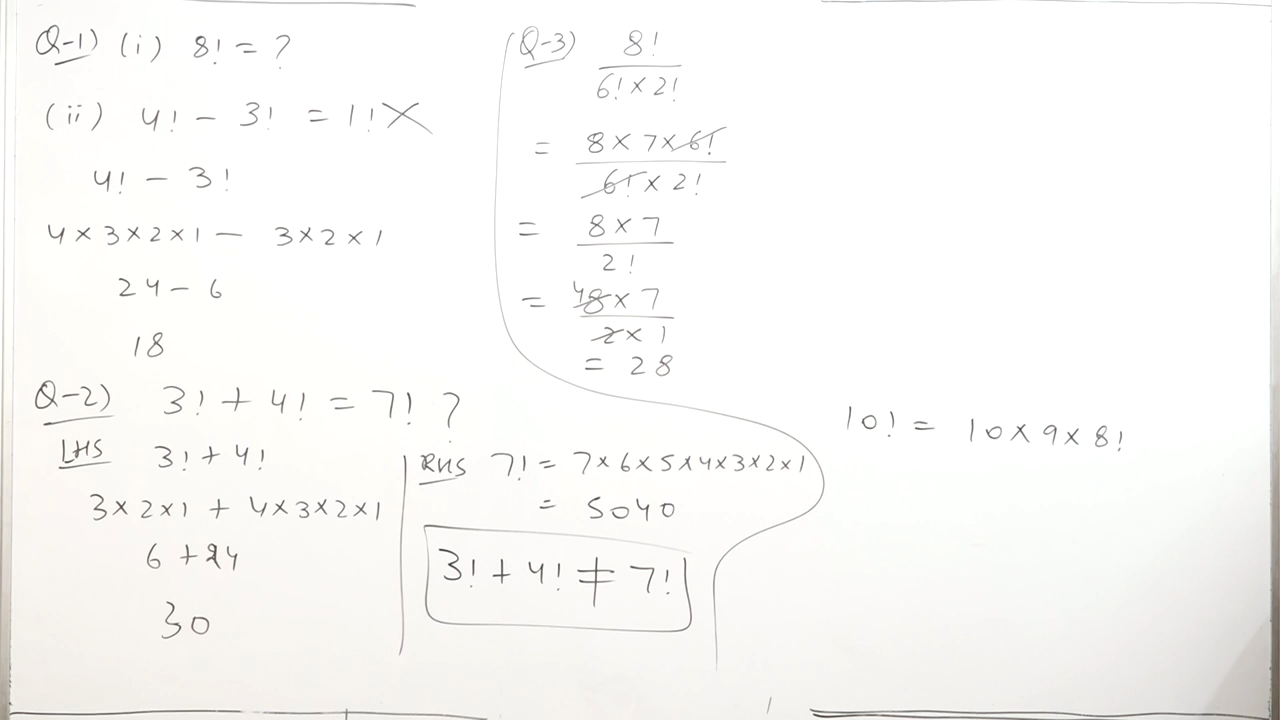 Q-1) (i) 8! = ?
(ii) 4! - 3! = 1! X
4! - 3!
4 × 3 × 2 × 1 - 3 × 2 × 1
24 - 6
18
Q-2) 3! + 4! = 7! ?
LHS 3! + 4!
3 × 2 × 1 + 4 × 3 × 2 × 1
6 + 24
30
RHS 7! = 7 × 6 × 5 × 4 × 3 × 2 × 1
= 5040
3! + 4! ≠ 7!
Q-3) 8!
6! × 2!
= 8 × 7 × 6!
6! × 2!
= 8 × 7
2!
= 4 8 × 7
2 × 1
= 28
10! = 10 × 9 × 8!